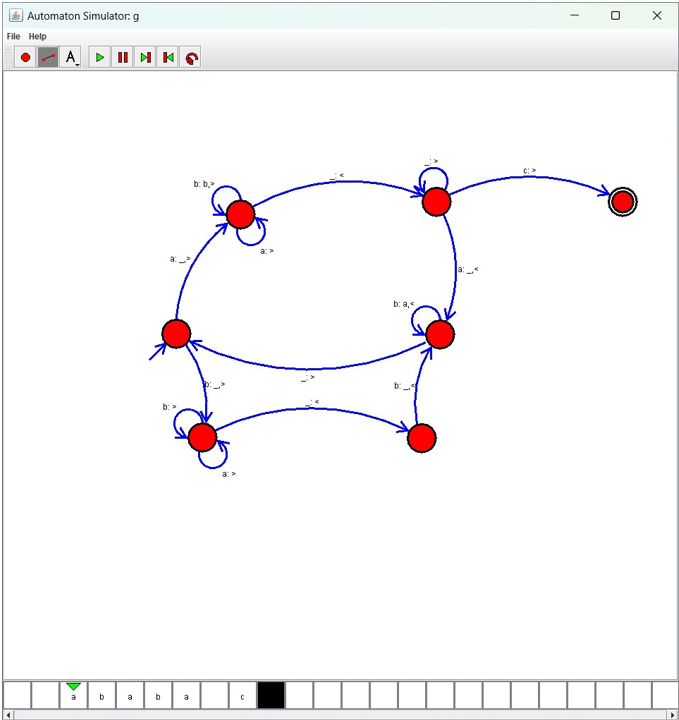 Automaton Simulator: g
File Help
A
b: b,>
_: <
_: >
c: >
a: >
a: _,>
a: _,<
b: a,<
_: >
b: _,>
b: _,<
b: >
_: <
a: >
a b a b a c